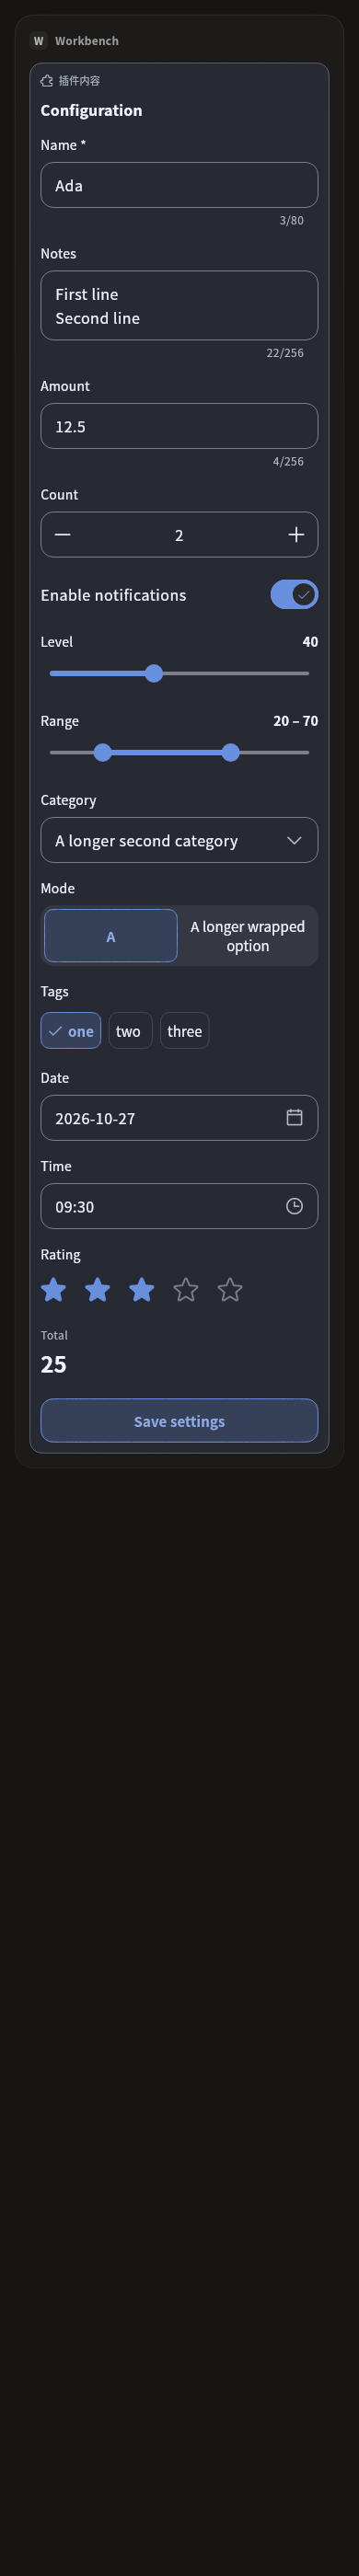 W Workbench
插件内容
Configuration
Name *
Ada
3/80
Notes
First line
Second line
22/256
Amount
12.5
4/256
Count
2
Enable notifications
Level 40
Range 20 – 70
Category
A longer second category
Mode
A
A longer wrapped
option
Tags
one two three
Date
2026-10-27
Time
09:30
Rating
Total
25
Save settings